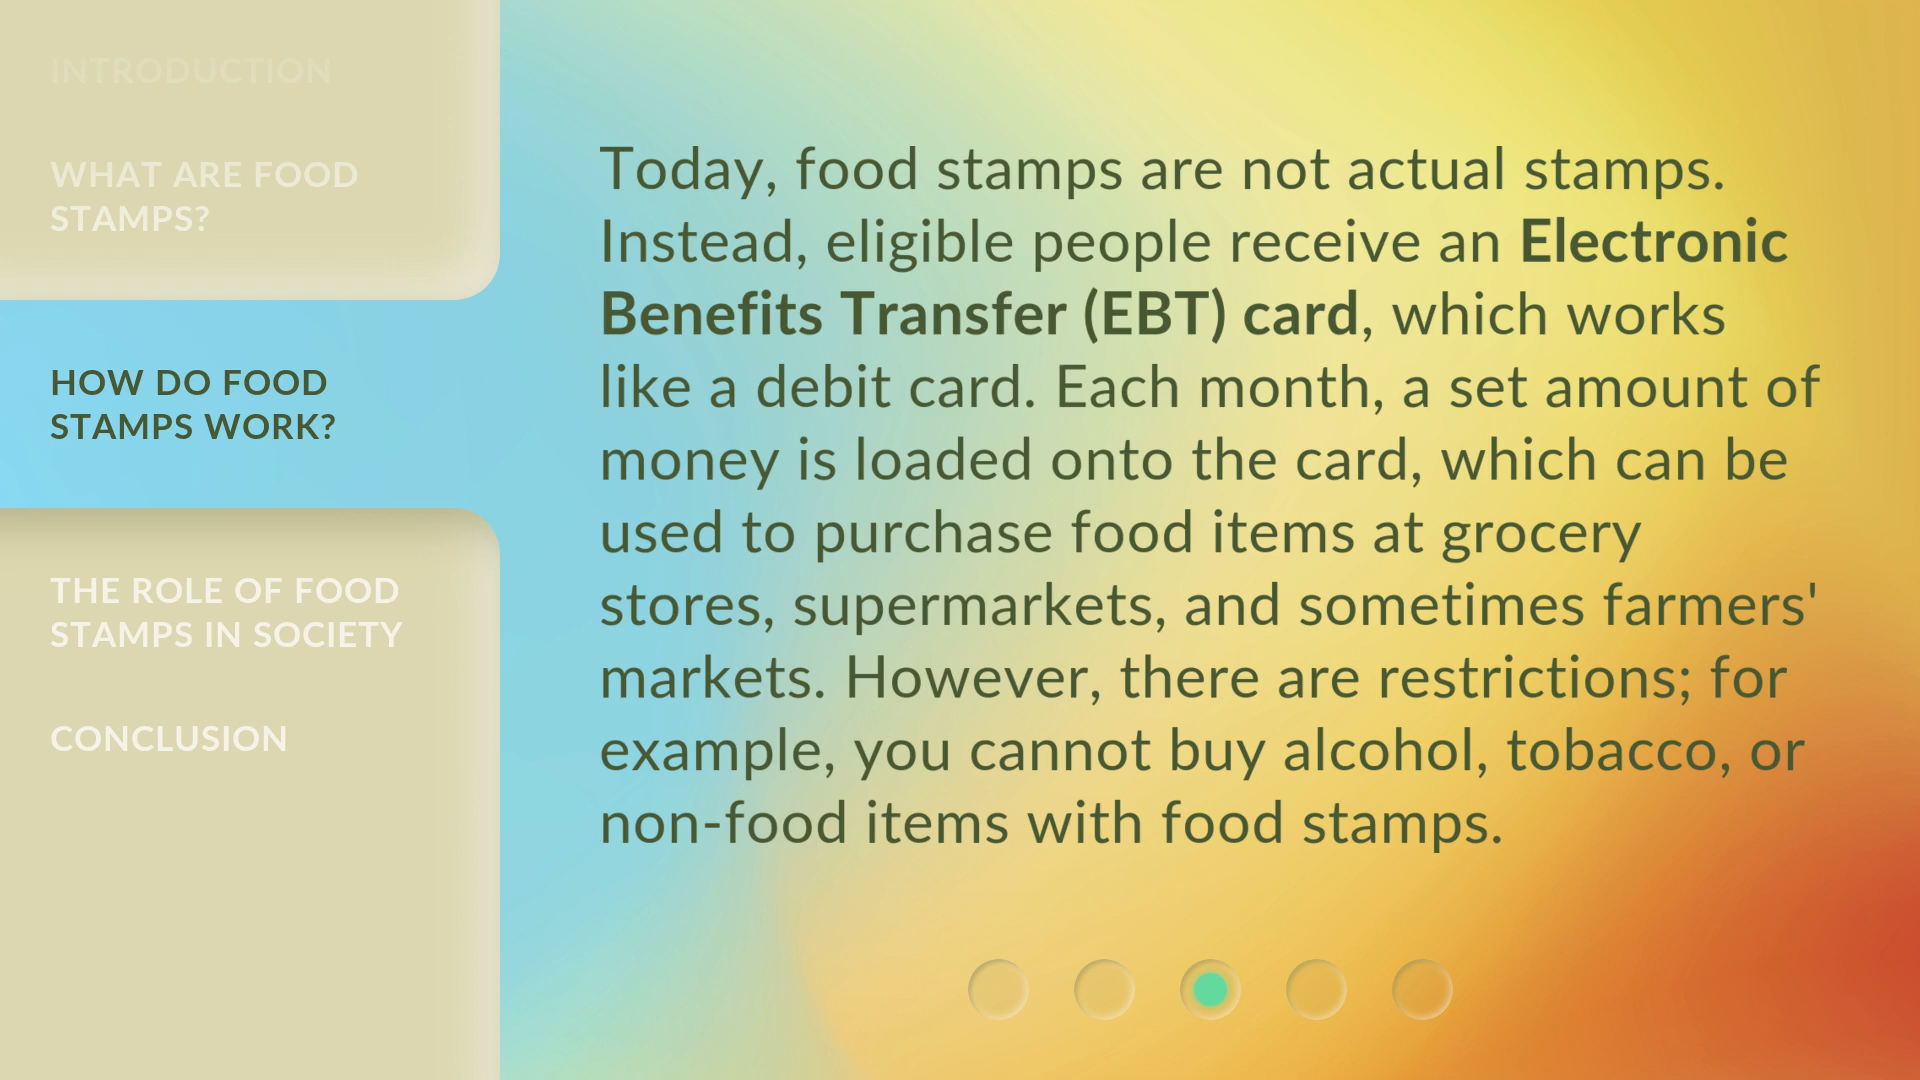 INTRODUCTION
WHAT ARE FOOD
STAMPS?
HOW DO FOOD
STAMPS WORK?
THE ROLE OF FOOD
STAMPS IN SOCIETY
CONCLUSION
Today, food stamps are not actual stamps.
Instead, eligible people receive an Electronic
Benefits Transfer (EBT) card, which works
like a debit card. Each month, a set amount of
money is loaded onto the card, which can be
used to purchase food items at grocery
stores, supermarkets, and sometimes farmers'
markets. However, there are restrictions; for
example, you cannot buy alcohol, tobacco, or
non-food items with food stamps.